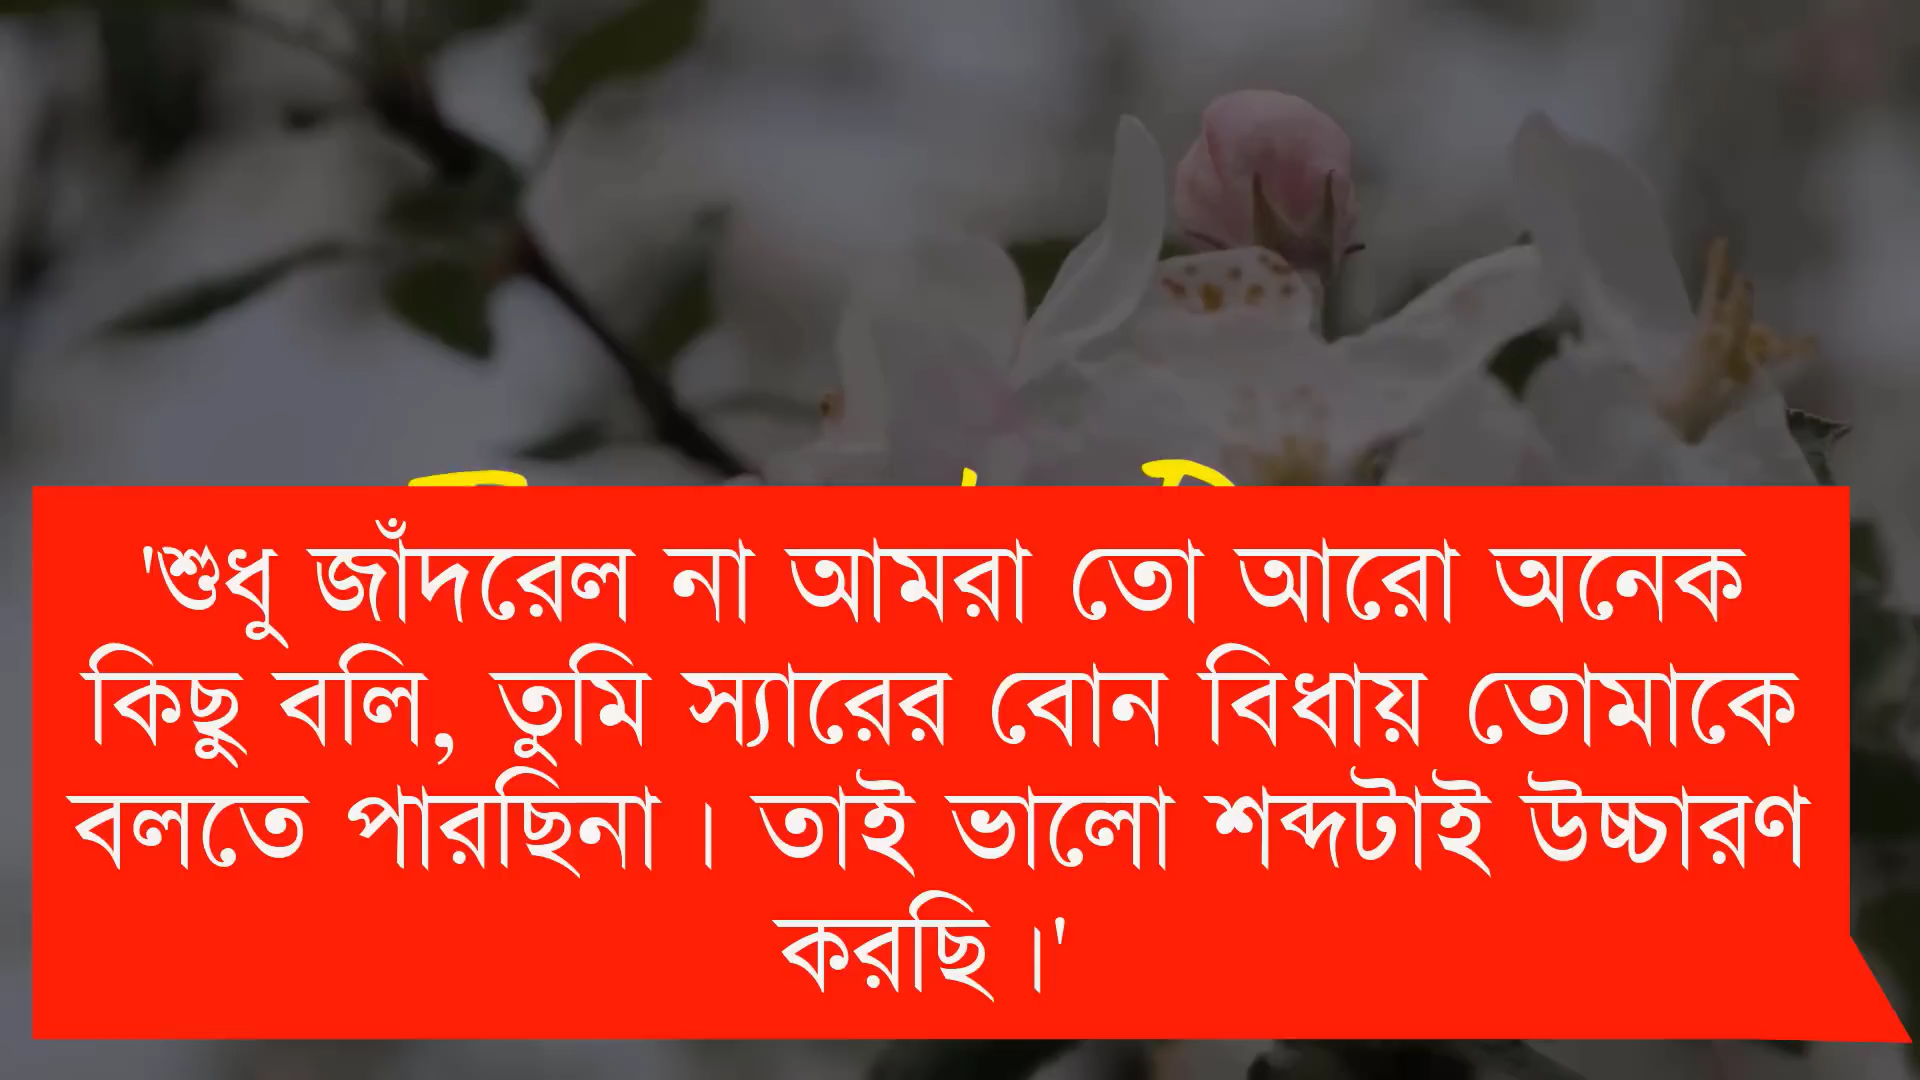 'শুধু জাঁদরেল না আমরা তো আরো অনেক
কিছু বলি, তুমি স্যারের বোন বিধায় তোমাকে
বলতে পারছিনা। তাই ভালো শব্দটাই উচ্চারণ
করছি।'